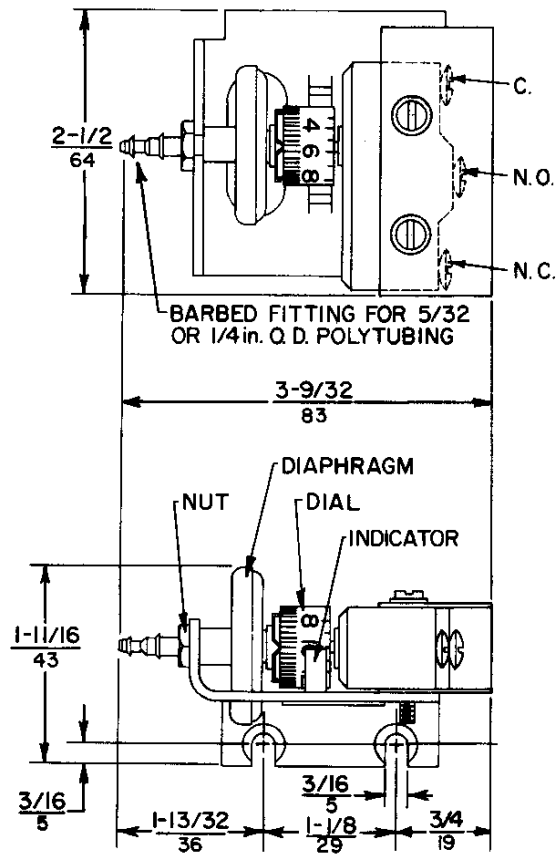 C.
2-1/2
64
4 6 8
N.O.
N.C.
BARBED FITTING FOR 5/32
OR 1/4 in. O.D. POLYTUBING
3-9/32
83
DIAPHRAGM
NUT
DIAL
INDICATOR
8
1-11/16
43
3/16
5
3/16
5
1-13/32
36
1-1/8
29
3/4
19